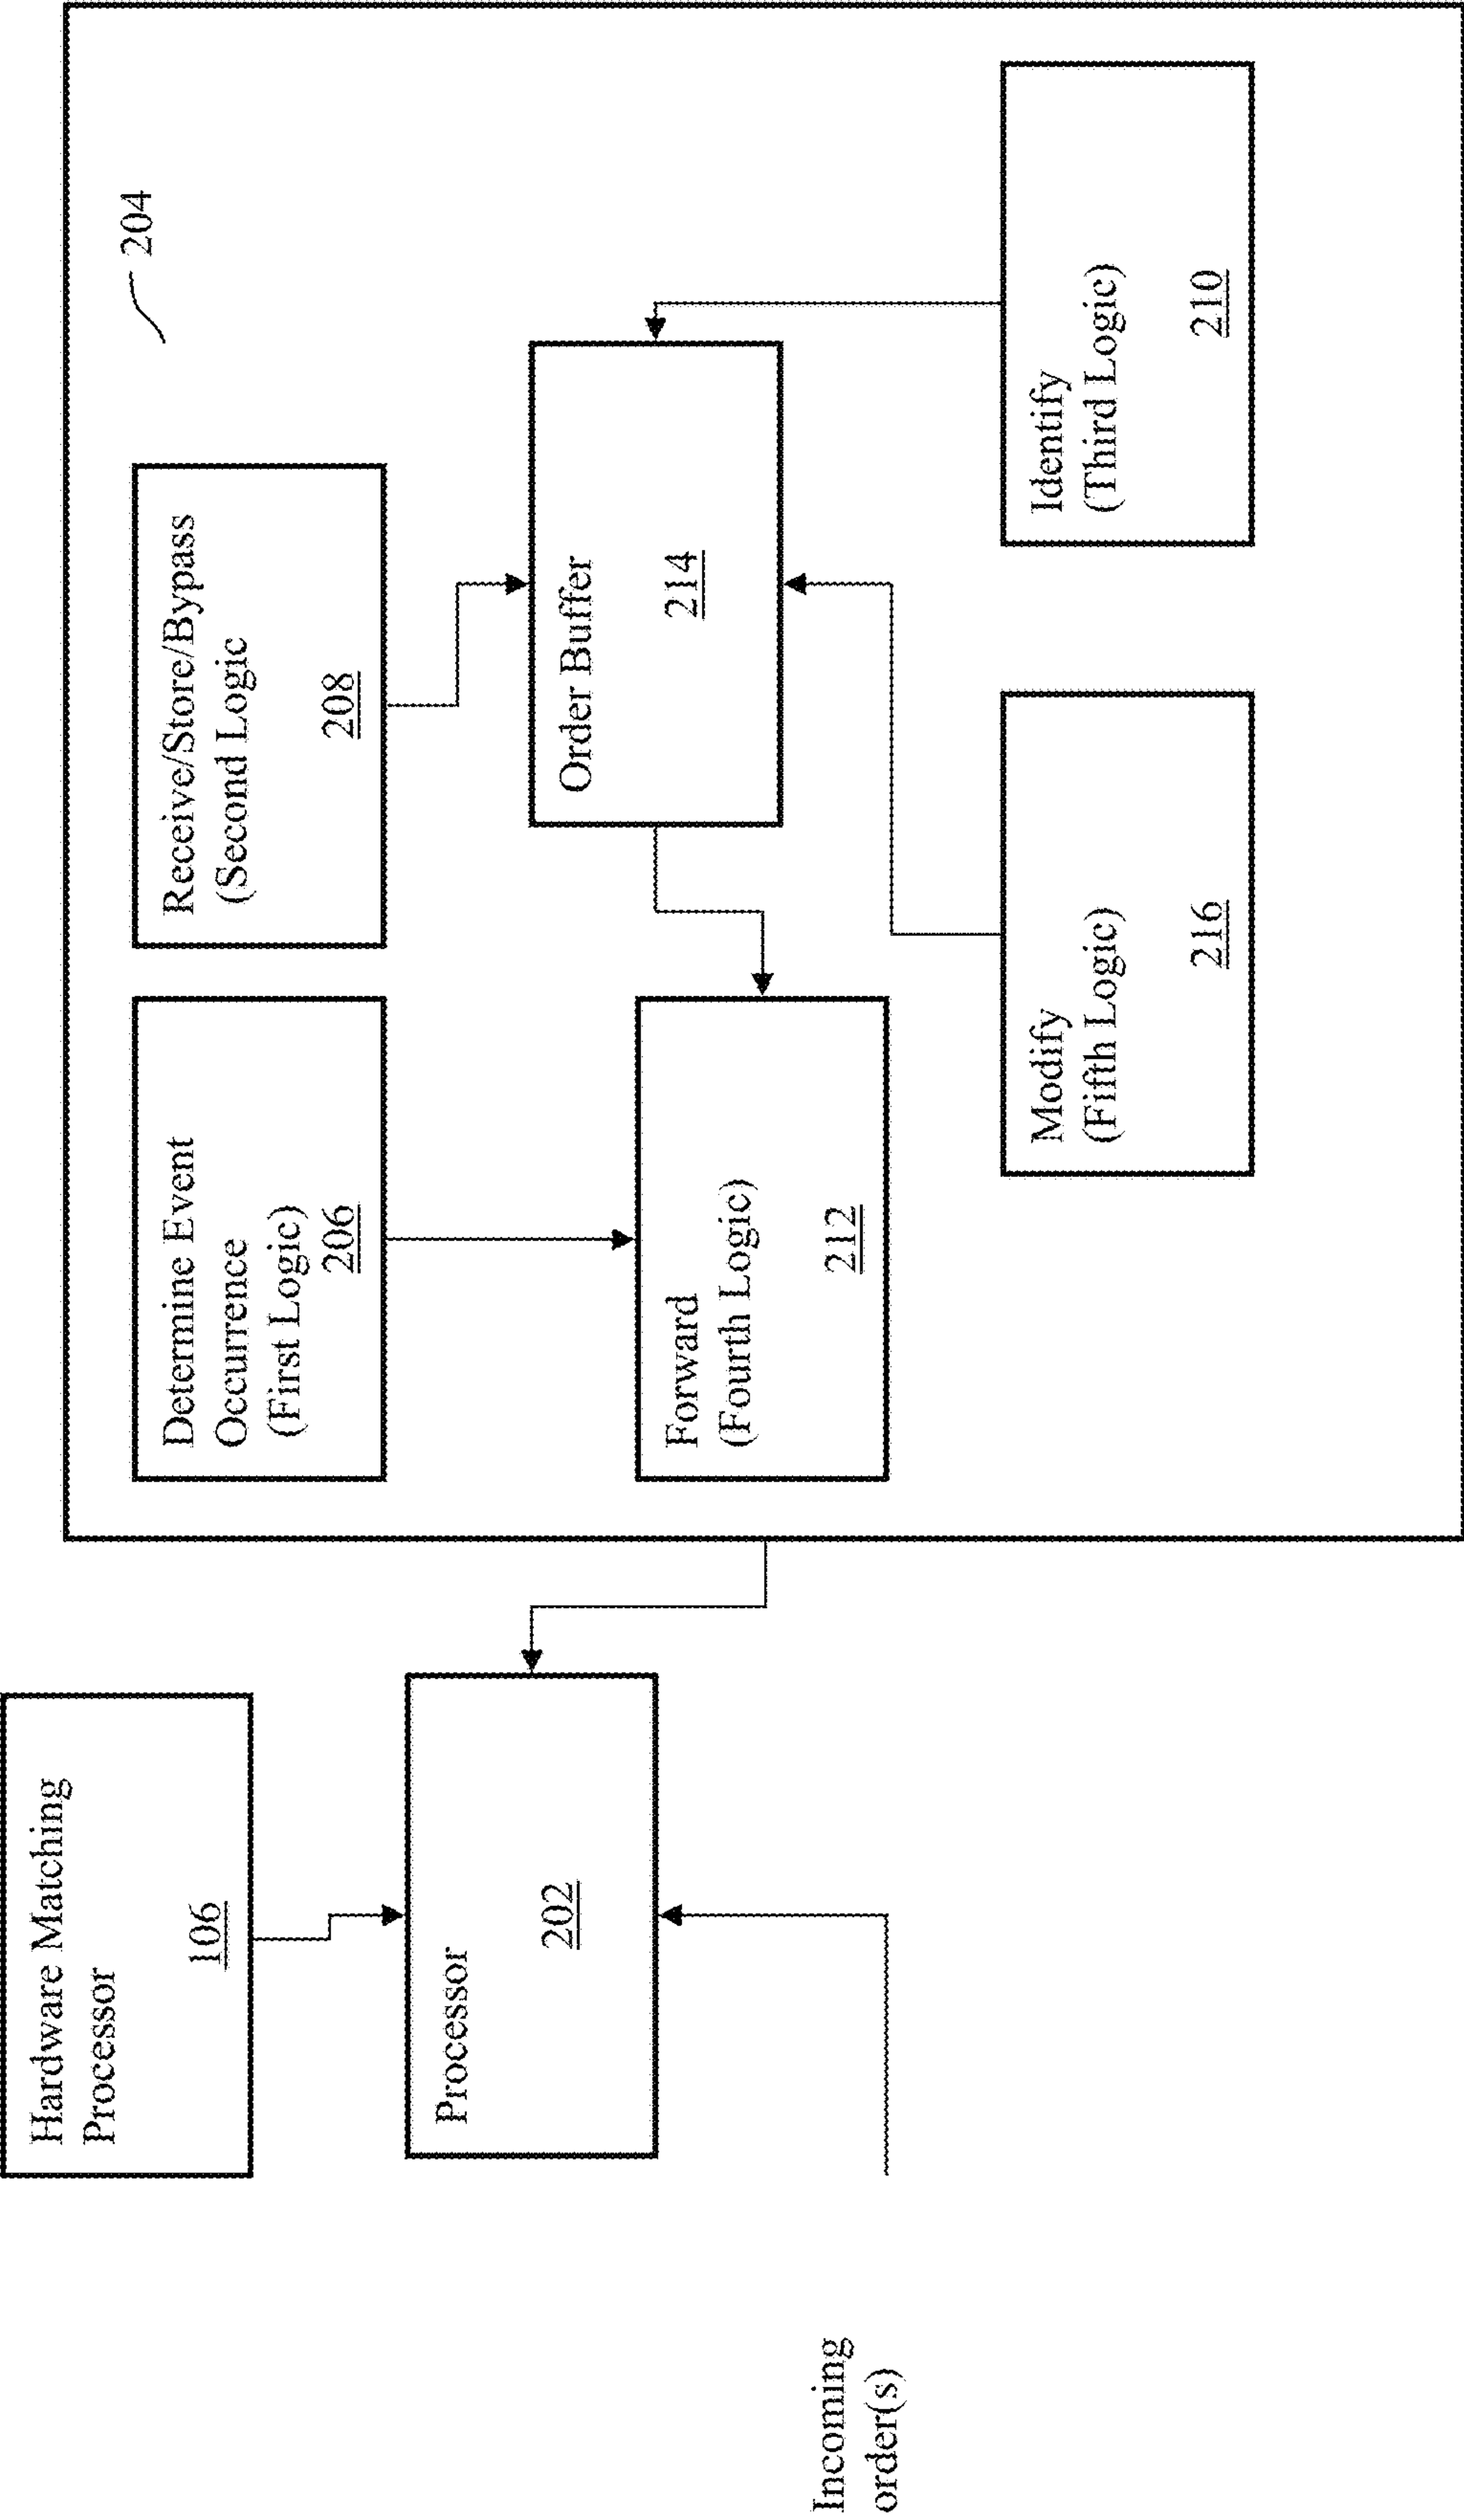 Hardware Matching
Processor
106
Processor
202
Incoming
order(s)
204
Determine Event
Occurrence
(First Logic)
206
Receive/Store/Bypass
(Second Logic
208
Order Buffer
214
Forward
(Fourth Logic)
212
Modify
(Fifth Logic)
216
Identify
(Third Logic)
210